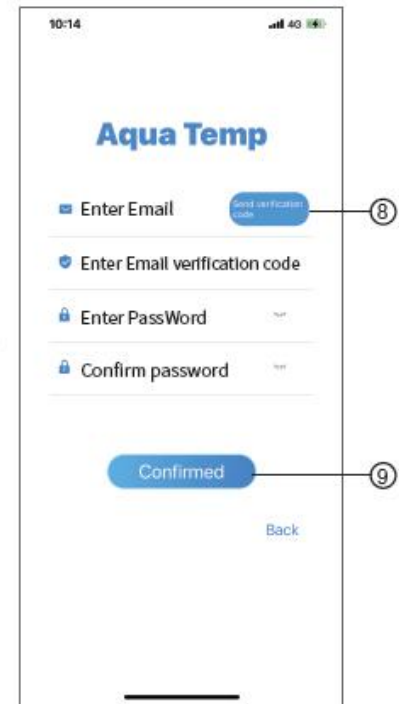 10:14
4G
Aqua Temp
Enter Email
Send verification
code
⑧
Enter Email verification code
Enter PassWord
Confirm password
Confirmed
⑨
Back